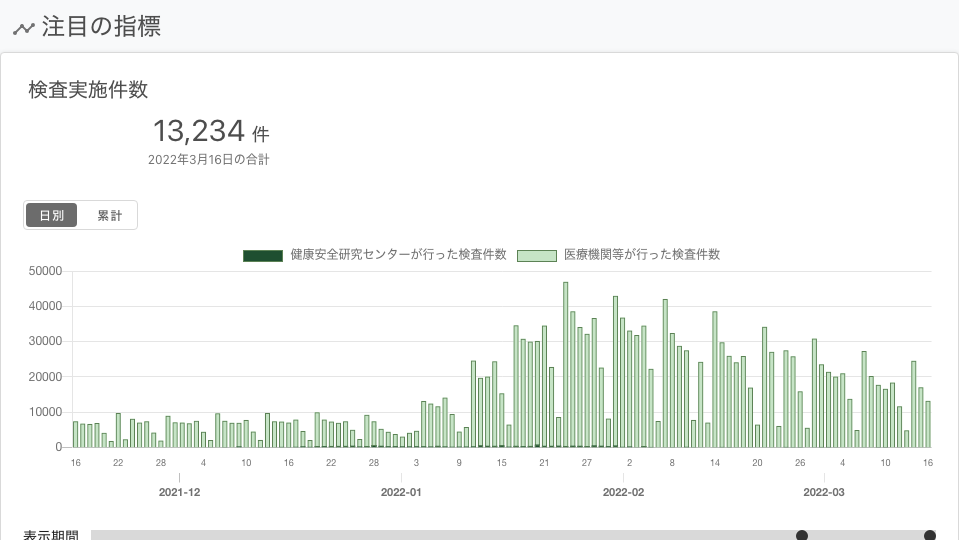 注目の指標
検査実施件数
13,234 件
2022年3月16日の合計
日別 累計
健康安全研究センターが行った検査件数 医療機関等が行った検査件数
50000
40000
30000
20000
10000
0
16 22 28 4 10 16 22 28 3 9 15 21 27 2 8 14 20 26 4 10 16
2021-12 2022-01 2022-02 2022-03
表示期間